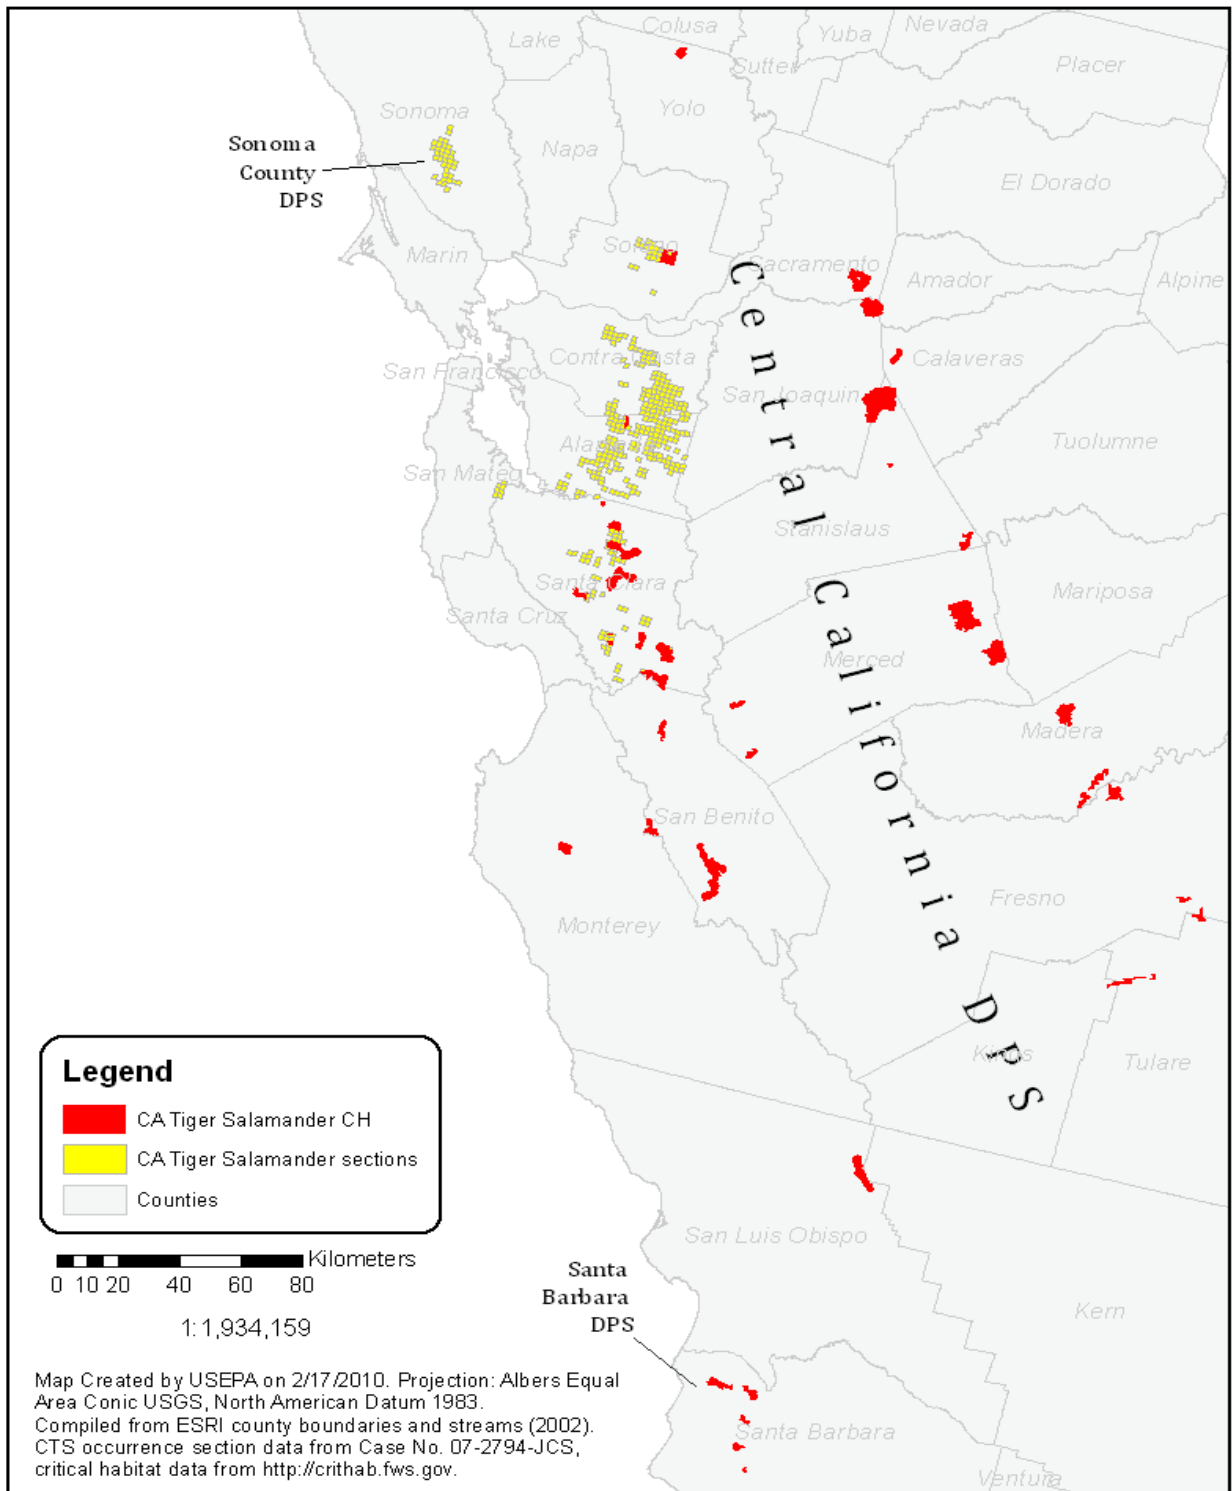 Colusa
Nevada
Lake
Yuba
Sutter
Placer
Sonoma
Yolo
Sonoma
County
DPS
Napa
El Dorado
Marin
Solano
Sacramento
Amador
Alpine
Contra Costa
Calaveras
San Francisco
San Joaquin
Alameda
Tuolumne
San Mateo
Stanislaus
Santa Clara
Mariposa
Santa Cruz
Merced
Madera
San Benito
Fresno
Monterey
Central California DPS
Kings
Tulare
Legend
CA Tiger Salamander CH
CA Tiger Salamander sections
Counties
Kilometers
0 10 20 40 60 80
1:1,934,159
San Luis Obispo
Santa
Barbara
DPS
Kern
Map Created by USEPA on 2/17/2010. Projection: Albers Equal
Area Conic USGS, North American Datum 1983.
Compiled from ESRI county boundaries and streams (2002).
CTS occurrence section data from Case No. 07-2794-JCS,
critical habitat data from http://crithab.fws.gov.
Santa Barbara
Ventura